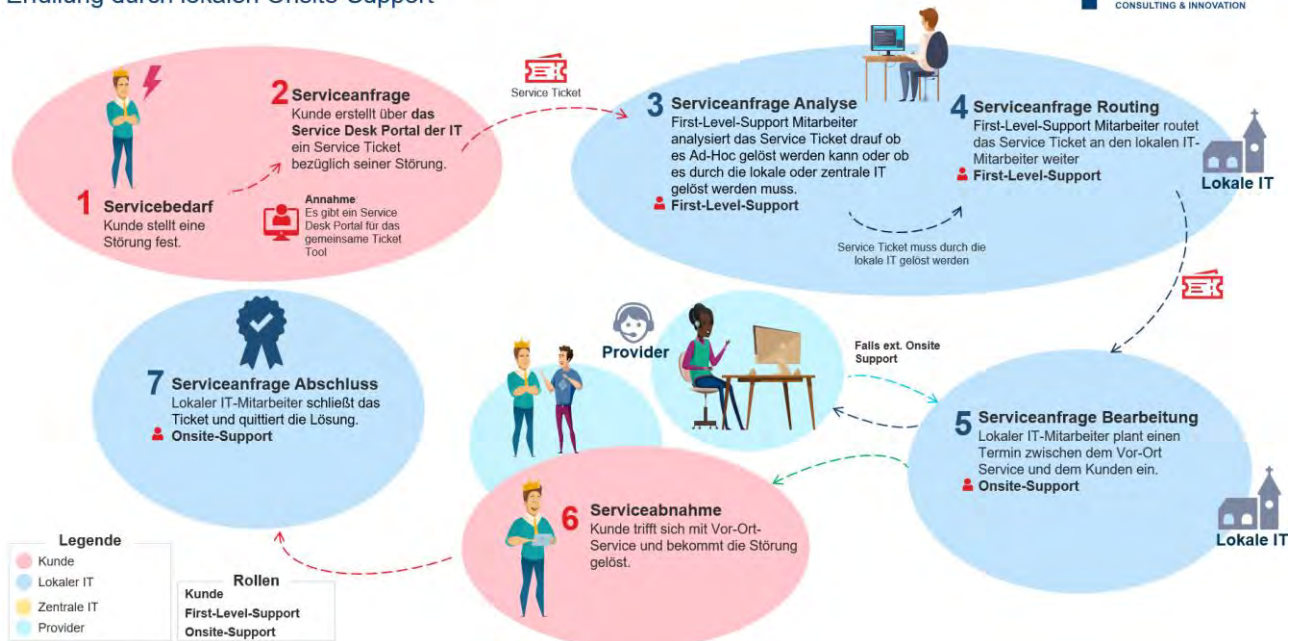 Erfüllung durch lokalen Onsite-Support
CONSULTING & INNOVATION
1 Servicebedarf
Kunde stellt eine
Störung fest.
2 Serviceanfrage
Kunde erstellt über das
Service Desk Portal der IT
ein Service Ticket
bezüglich seiner Störung.
Annahme
Es gibt ein Service
Desk Portal für das
gemeinsame Ticket
Tool
Service Ticket
3 Serviceanfrage Analyse
First-Level-Support Mitarbeiter
analysiert das Service Ticket drauf ob
es Ad-Hoc gelöst werden kann oder ob
es durch die lokale oder zentrale IT
gelöst werden muss.
First-Level-Support
Service Ticket muss durch die
lokale IT gelöst werden
4 Serviceanfrage Routing
First-Level-Support Mitarbeiter routet
das Service Ticket an den lokalen IT-
Mitarbeiter weiter
First-Level-Support
Lokale IT
Provider
Falls ext. Onsite
Support
5 Serviceanfrage Bearbeitung
Lokaler IT-Mitarbeiter plant einen
Termin zwischen dem Vor-Ort
Service und dem Kunden ein.
Onsite-Support
Lokale IT
6 Serviceabnahme
Kunde trifft sich mit Vor-Ort-
Service und bekommt die Störung
gelöst.
7 Serviceanfrage Abschluss
Lokaler IT-Mitarbeiter schließt das
Ticket und quittiert die Lösung.
Onsite-Support
Legende
Kunde
Lokaler IT
Zentrale IT
Provider
Rollen
Kunde
First-Level-Support
Onsite-Support